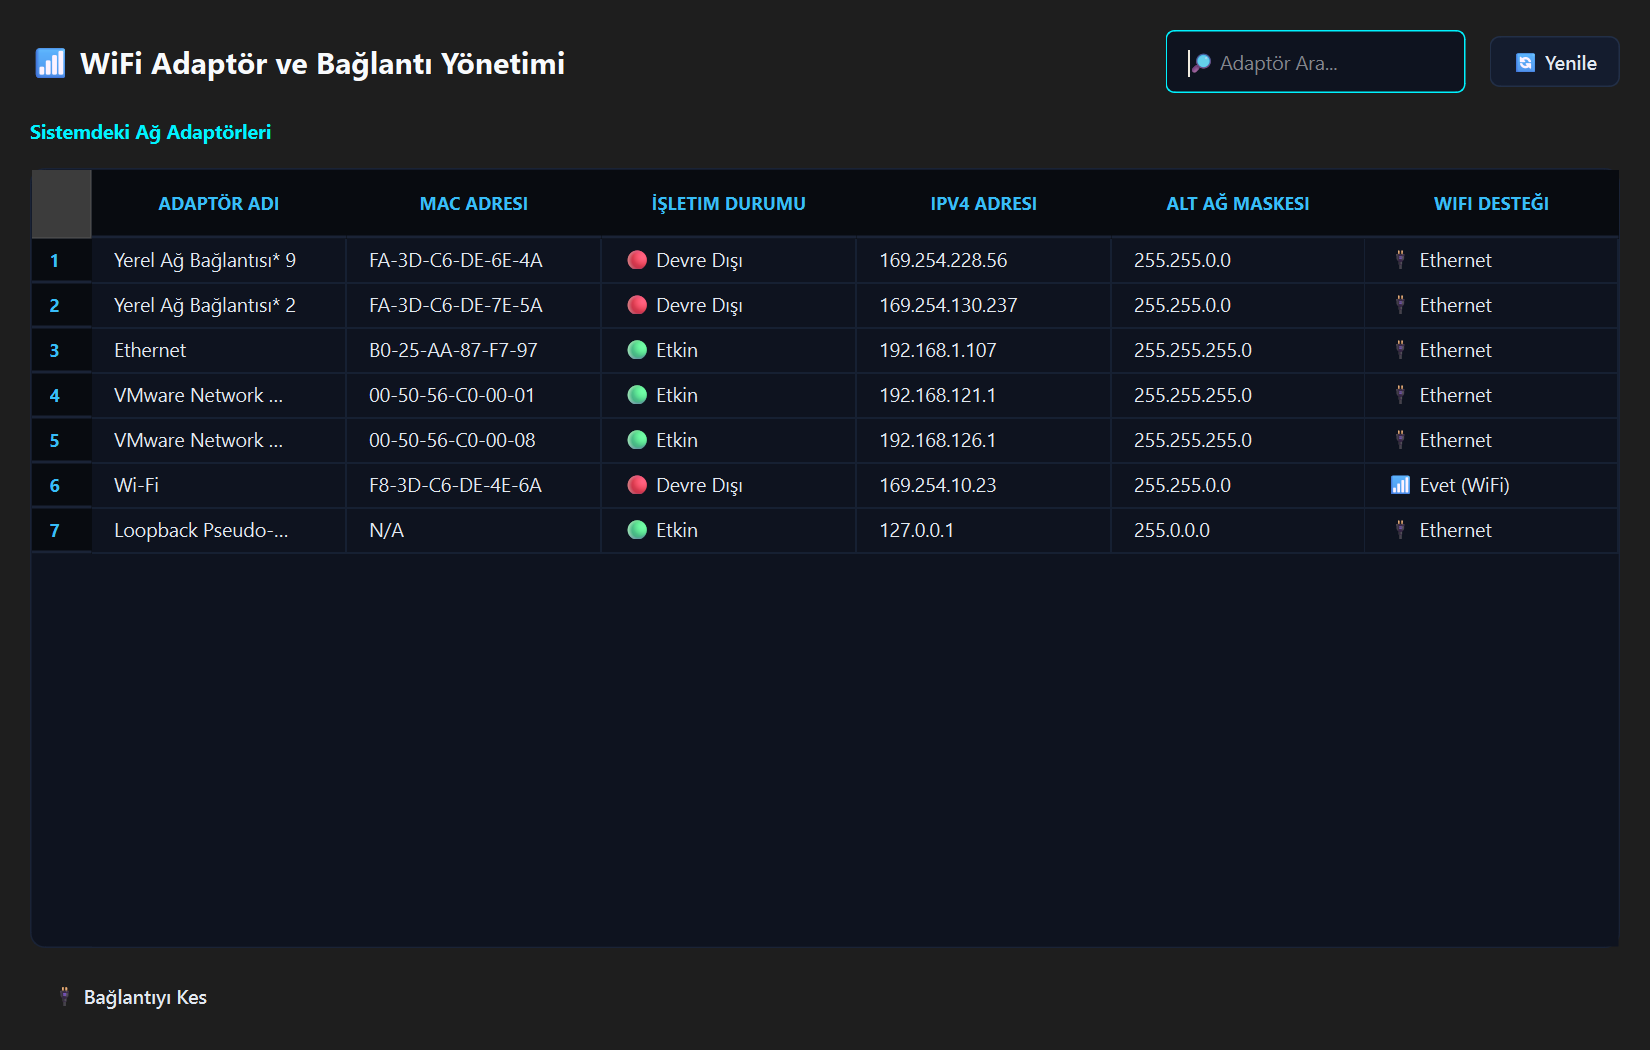 WiFi Adaptör ve Bağlantı Yönetimi
Adaptör Ara...
Yenile
Sistemdeki Ağ Adaptörleri
ADAPTÖR ADI MAC ADRESI İŞLETIM DURUMU IPV4 ADRESI ALT AĞ MASKESI WIFI DESTEĞI
1 Yerel Ağ Bağlantısı* 9 FA-3D-C6-DE-6E-4A Devre Dışı 169.254.228.56 255.255.0.0 Ethernet
2 Yerel Ağ Bağlantısı* 2 FA-3D-C6-DE-7E-5A Devre Dışı 169.254.130.237 255.255.0.0 Ethernet
3 Ethernet B0-25-AA-87-F7-97 Etkin 192.168.1.107 255.255.255.0 Ethernet
4 VMware Network ... 00-50-56-C0-00-01 Etkin 192.168.121.1 255.255.255.0 Ethernet
5 VMware Network ... 00-50-56-C0-00-08 Etkin 192.168.126.1 255.255.255.0 Ethernet
6 Wi-Fi F8-3D-C6-DE-4E-6A Devre Dışı 169.254.10.23 255.255.0.0 Evet (WiFi)
7 Loopback Pseudo-... N/A Etkin 127.0.0.1 255.0.0.0 Ethernet
Bağlantıyı Kes